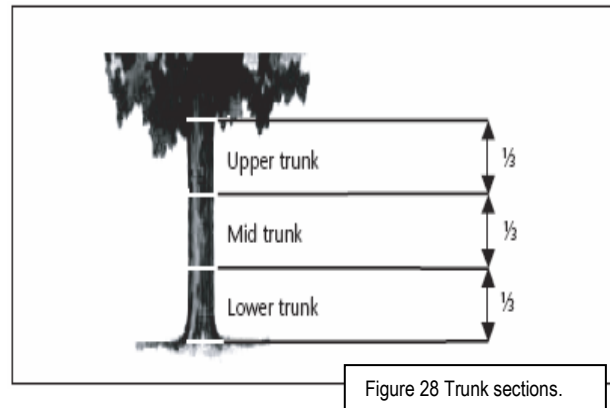 Upper trunk
⅓
Mid trunk
⅓
Lower trunk
⅓
Figure 28 Trunk sections.